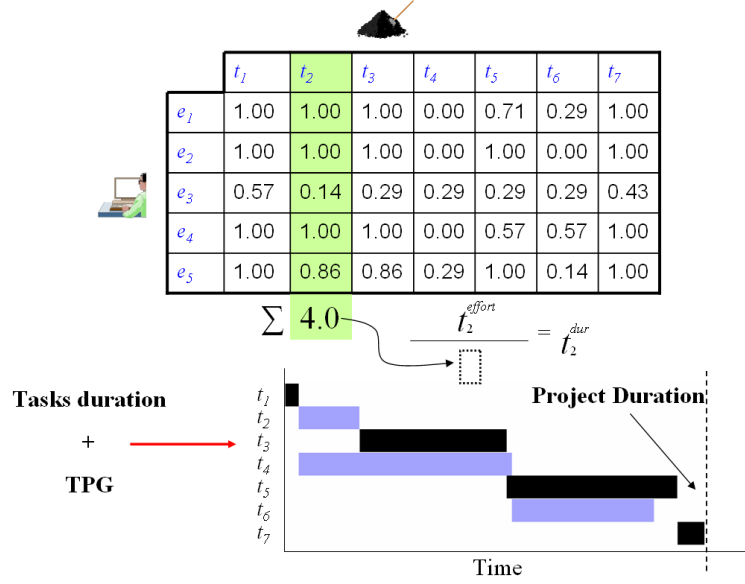 t1 t2 t3 t4 t5 t6 t7
e1 1.00 1.00 1.00 0.00 0.71 0.29 1.00
e2 1.00 1.00 1.00 0.00 1.00 0.00 1.00
e3 0.57 0.14 0.29 0.29 0.29 0.29 0.43
e4 1.00 1.00 1.00 0.00 0.57 0.57 1.00
e5 1.00 0.86 0.86 0.29 1.00 0.14 1.00
∑ 4.0
t2^effort
= t2^dur
Tasks duration
+
TPG
Project Duration
t1
t2
t3
t4
t5
t6
t7
Time